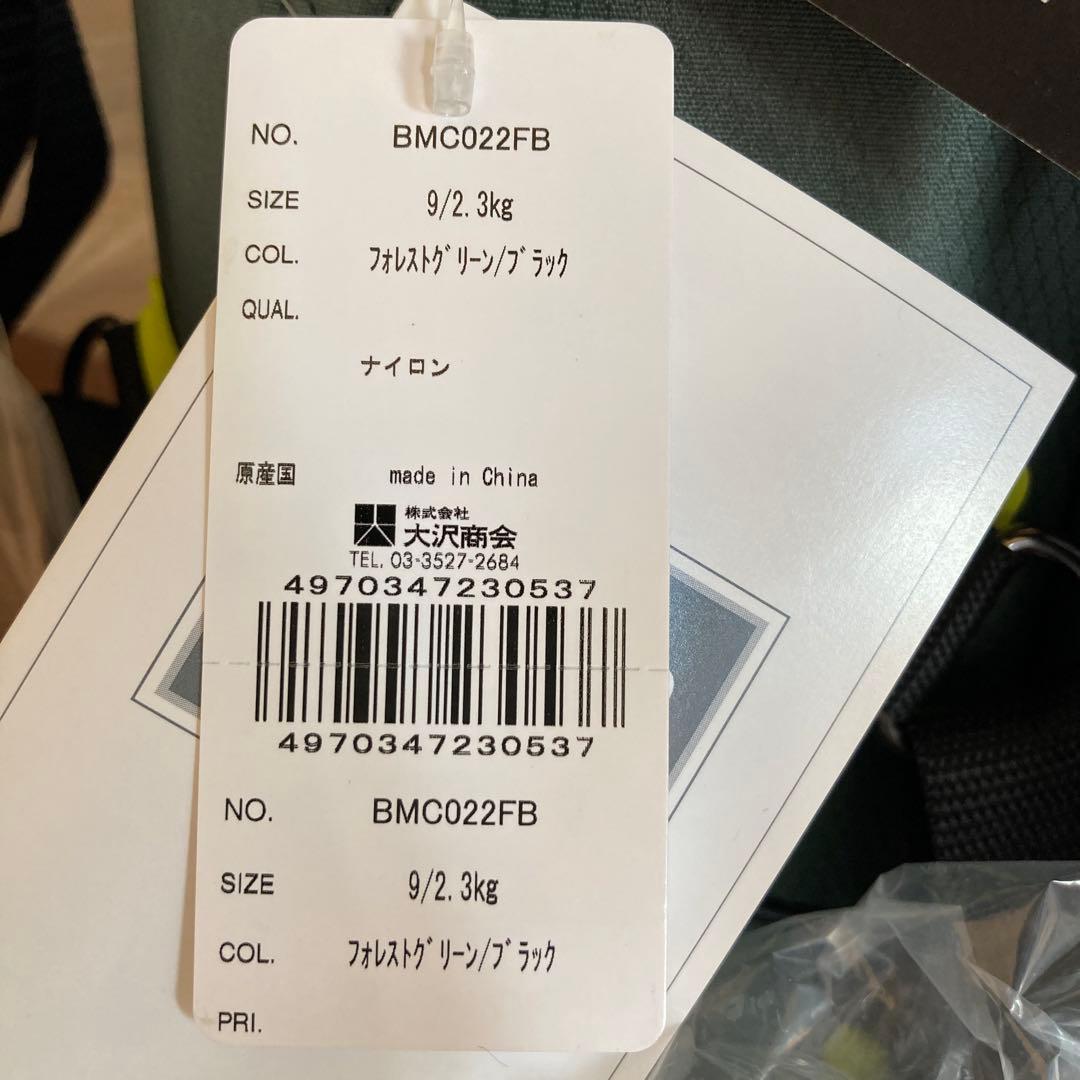 NO. BMC022FB
SIZE 9/2.3kg
COL. ﾌｫﾚｽﾄｸﾞﾘｰﾝ/ﾌﾞﾗｯｸ
QUAL.
ナイロン
原産国 made in China
株式会社
大沢商会
TEL. 03-3527-2684
4970347230537
4970347230537
NO. BMC022FB
SIZE 9/2.3kg
COL. ﾌｫﾚｽﾄｸﾞﾘｰﾝ/ﾌﾞﾗｯｸ
PRI.